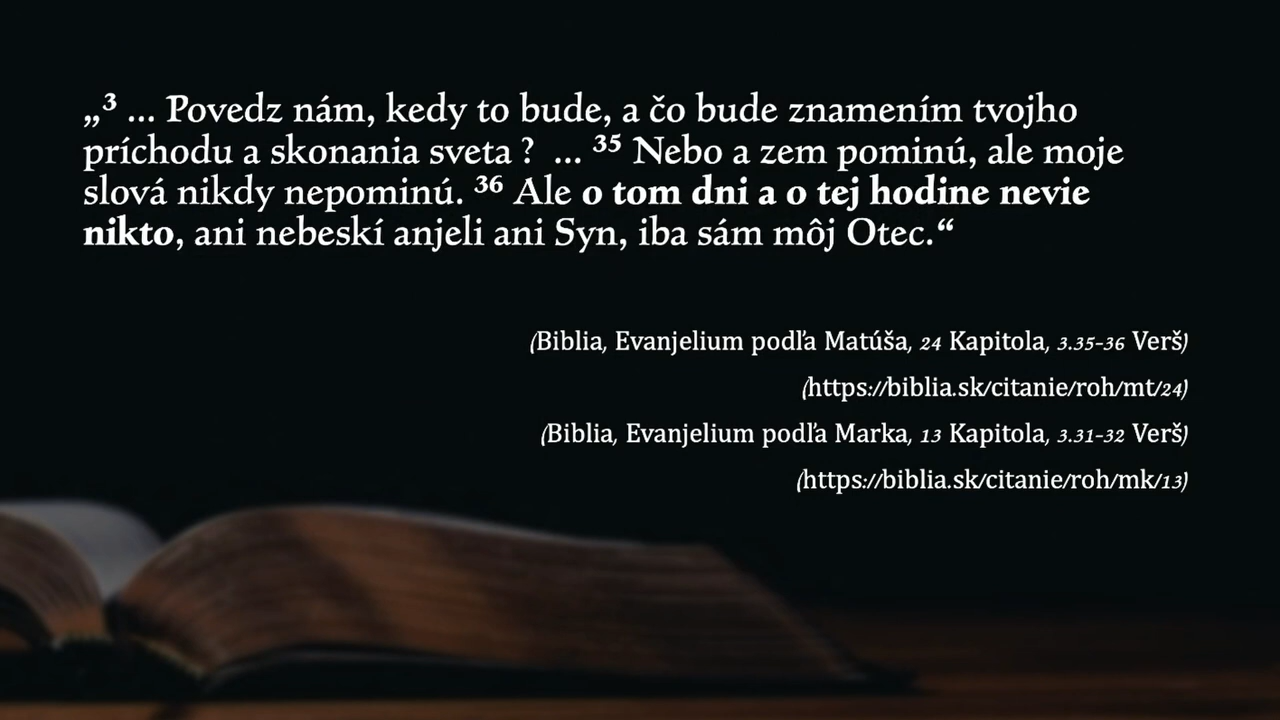 „³ ... Povedz nám, kedy to bude, a čo bude znamením tvojho
príchodu a skonania sveta ? ... ³⁵ Nebo a zem pominú, ale moje
slová nikdy nepominú. ³⁶ Ale o tom dni a o tej hodine nevie
nikto, ani nebeskí anjeli ani Syn, iba sám môj Otec.“
(Biblia, Evanjelium podľa Matúša, 24 Kapitola, 3.35-36 Verš)
(https://biblia.sk/citanie/roh/mt/24)
(Biblia, Evanjelium podľa Marka, 13 Kapitola, 3.31-32 Verš)
(https://biblia.sk/citanie/roh/mk/13)